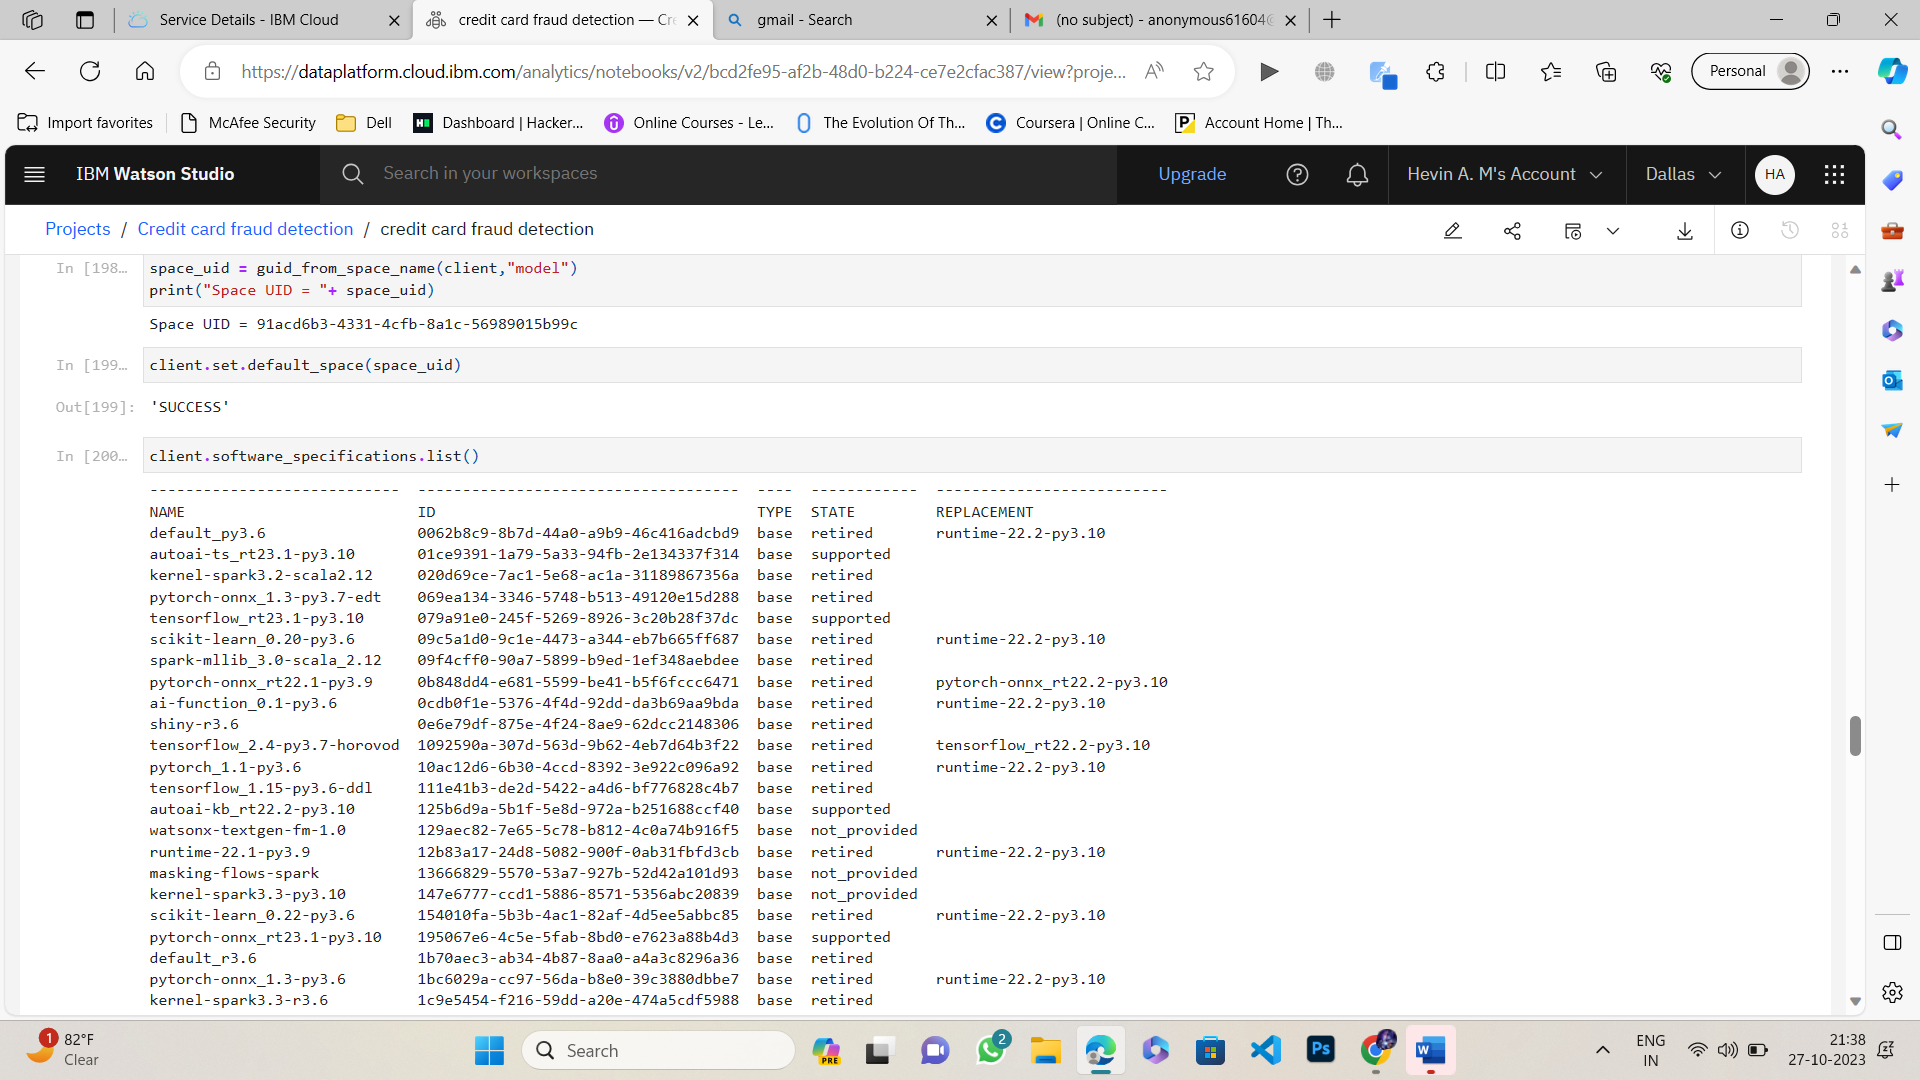 Service Details - IBM Cloud
credit card fraud detection — Cre
gmail - Search
(no subject) - anonymous61604@
https://dataplatform.cloud.ibm.com/analytics/notebooks/v2/bcd2fe95-af2b-48d0-b224-ce7e2cfac387/view?proje...
Personal
Import favorites
McAfee Security
Dell
Dashboard | Hacker...
Online Courses - Le...
The Evolution Of Th...
Coursera | Online C...
Account Home | Th...
IBM Watson Studio
Search in your workspaces
Upgrade
Hevin A. M's Account
Dallas
HA
Projects / Credit card fraud detection / credit card fraud detection
In [198... space_uid = guid_from_space_name(client,"model")
print("Space UID = "+ space_uid)
Space UID = 91acd6b3-4331-4cfb-8a1c-56989015b99c
In [199... client.set.default_space(space_uid)
Out[199]: 'SUCCESS'
In [200... client.software_specifications.list()
---------------------------- ------------------------------------ ---- ------------ --------------------------
NAME ID TYPE STATE REPLACEMENT
default_py3.6 0062b8c9-8b7d-44a0-a9b9-46c416adcbd9 base retired runtime-22.2-py3.10
autoai-ts_rt23.1-py3.10 01ce9391-1a79-5a33-94fb-2e134337f314 base supported
kernel-spark3.2-scala2.12 020d69ce-7ac1-5e68-ac1a-31189867356a base retired
pytorch-onnx_1.3-py3.7-edt 069ea134-3346-5748-b513-49120e15d288 base retired
tensorflow_rt23.1-py3.10 079a91e0-245f-5269-8926-3c20b28f37dc base supported
scikit-learn_0.20-py3.6 09c5a1d0-9c1e-4473-a344-eb7b665ff687 base retired runtime-22.2-py3.10
spark-mllib_3.0-scala_2.12 09f4cff0-90a7-5899-b9ed-1ef348aebdee base retired
pytorch-onnx_rt22.1-py3.9 0b848dd4-e681-5599-be41-b5f6fccc6471 base retired pytorch-onnx_rt22.2-py3.10
ai-function_0.1-py3.6 0cdb0f1e-5376-4f4d-92dd-da3b69aa9bda base retired runtime-22.2-py3.10
shiny-r3.6 0e6e79df-875e-4f24-8ae9-62dcc2148306 base retired
tensorflow_2.4-py3.7-horovod 1092590a-307d-563d-9b62-4eb7d64b3f22 base retired tensorflow_rt22.2-py3.10
pytorch_1.1-py3.6 10ac12d6-6b30-4ccd-8392-3e922c096a92 base retired runtime-22.2-py3.10
tensorflow_1.15-py3.6-ddl 111e41b3-de2d-5422-a4d6-bf776828c4b7 base retired
autoai-kb_rt22.2-py3.10 125b6d9a-5b1f-5e8d-972a-b251688ccf40 base supported
watsonx-textgen-fm-1.0 129aec82-7e65-5c78-b812-4c0a74b916f5 base not_provided
runtime-22.1-py3.9 12b83a17-24d8-5082-900f-0ab31fbfd3cb base retired runtime-22.2-py3.10
masking-flows-spark 13666829-5570-53a7-927b-52d42a101d93 base not_provided
kernel-spark3.3-py3.10 147e6777-ccd1-5886-8571-5356abc20839 base not_provided
scikit-learn_0.22-py3.6 154010fa-5b3b-4ac1-82af-4d5ee5abbc85 base retired runtime-22.2-py3.10
pytorch-onnx_rt23.1-py3.10 195067e6-4c5e-5fab-8bd0-e7623a88b4d3 base supported
default_r3.6 1b70aec3-ab34-4b87-8aa0-a4a3c8296a36 base retired
pytorch-onnx_1.3-py3.6 1bc6029a-cc97-56da-b8e0-39c3880dbbe7 base retired runtime-22.2-py3.10
kernel-spark3.3-r3.6 1c9e5454-f216-59dd-a20e-474a5cdf5988 base retired
1
82°F
Clear
Search
PRE
2
Ps
ENG
IN
21:38
27-10-2023